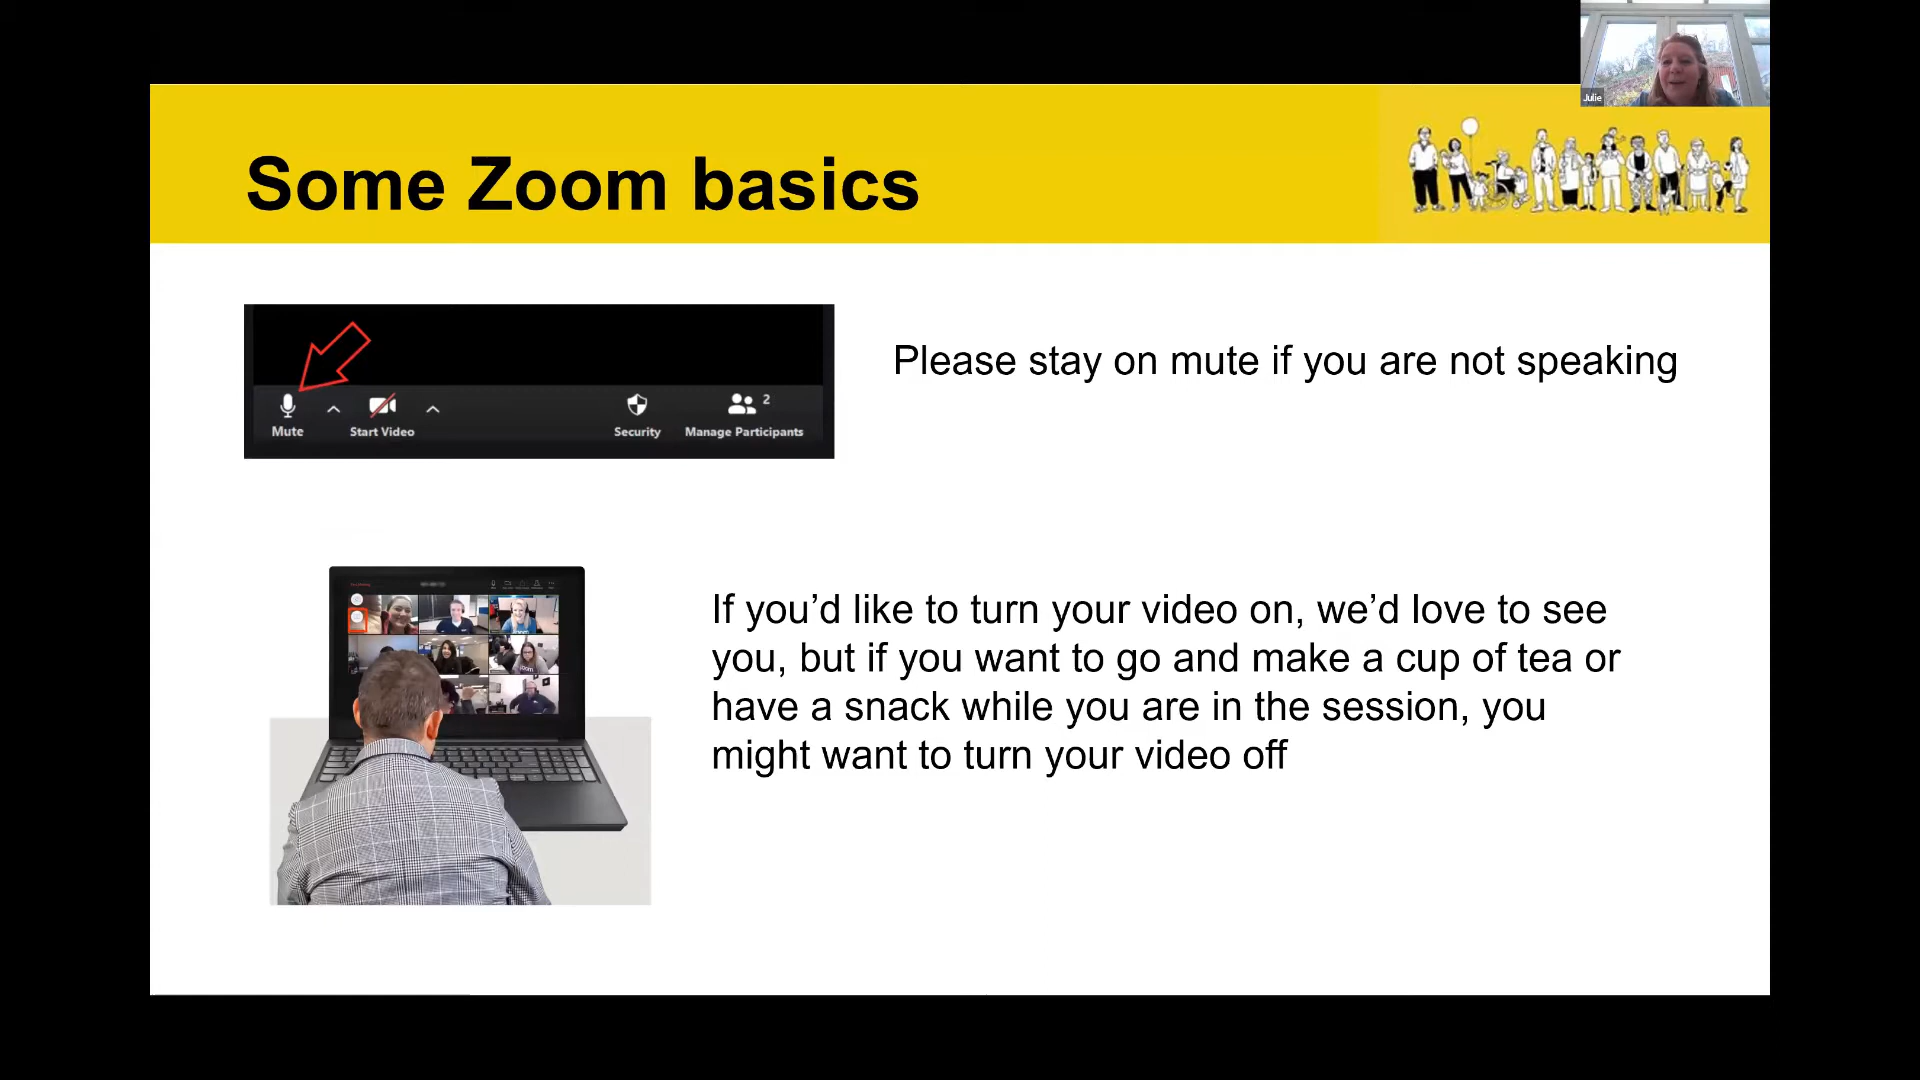 Julie
Some Zoom basics
Please stay on mute if you are not speaking
2
Mute
Start Video
Security
Manage Participants
If you’d like to turn your video on, we’d love to see
you, but if you want to go and make a cup of tea or
have a snack while you are in the session, you
might want to turn your video off